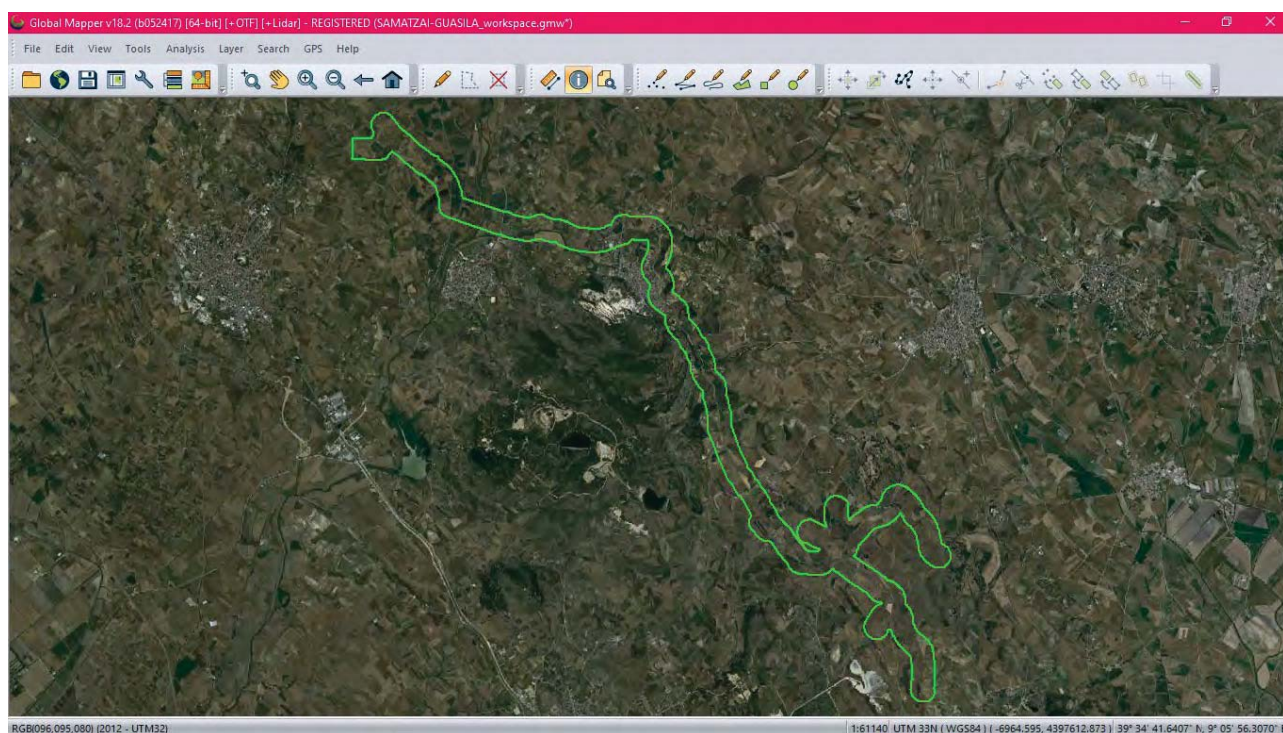 Global Mapper v18.2 (b052417) [64-bit] [+OTF] [+Lidar] - REGISTERED (SAMATZAI-GUASILA_workspace.gmw*)
File Edit View Tools Analysis Layer Search GPS Help
RGB(096,095,080) (2012 - UTM32) 1:61140 UTM 33N ( WGS84 ) ( -6964.595, 4397612.873 ) 39° 34' 41.6407" N, 9° 05' 56.3070"